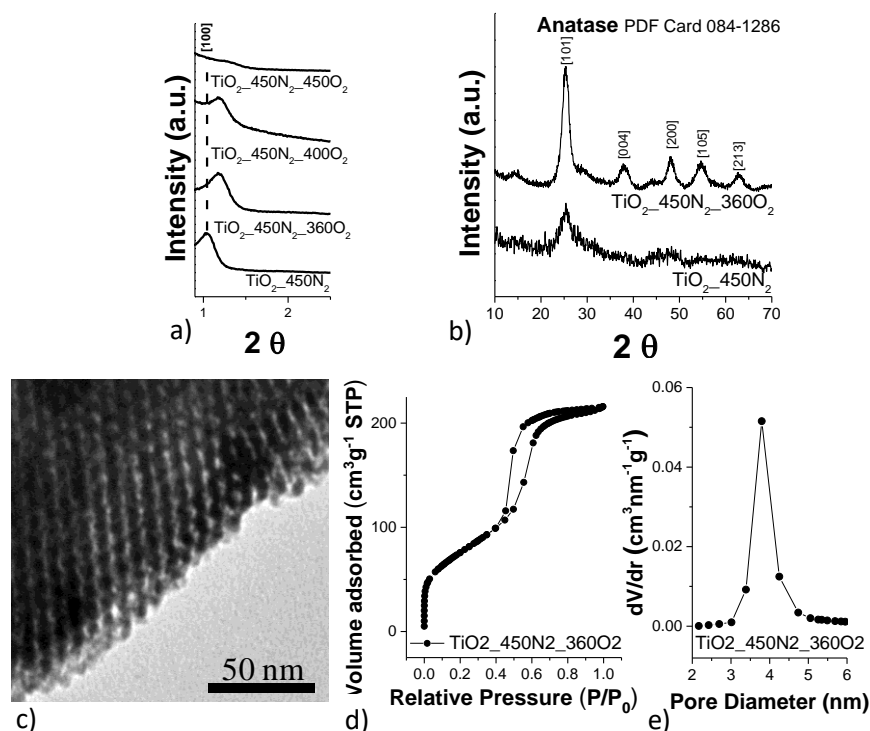 [100]
TiO₂_450N₂_450O₂
TiO₂_450N₂_400O₂
TiO₂_450N₂_360O₂
TiO₂_450N₂
Intensity (a.u.)
1 2
2 θ
a)
Anatase PDF Card 084-1286
[101]
[004]
[200]
[105]
[213]
TiO₂_450N₂_360O₂
TiO₂_450N₂
Intensity (a.u.)
10 20 30 40 50 60 70
2 θ
b)
50 nm
c)
Volume adsorbed (cm³g⁻¹ STP)
200
100
0
TiO2_450N2_360O2
0.0 0.2 0.4 0.6 0.8 1.0
Relative Pressure (P/P₀)
d)
dV/dr (cm³nm⁻¹g⁻¹)
0.06
0.04
0.02
0.00
TiO2_450N2_360O2
2 3 4 5 6
Pore Diameter (nm)
e)